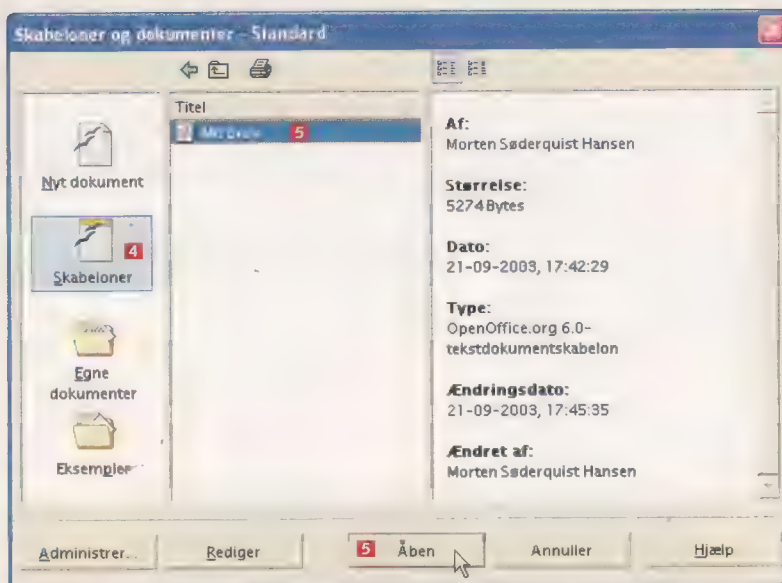 Skabeloner og dokumenter - Standard
Nyt dokument
4
Skabeloner
Egne
dokumenter
Eksempler
Titel
5
Af:
Morten Søderquist Hansen
Størrelse:
5274 Bytes
Dato:
21-09-2003, 17:42:29
Type:
OpenOffice.org 6.0-
tekstdokumentskabelon
Ændringsdato:
21-09-2003, 17:45:35
Ændret af:
Morten Søderquist Hansen
Administrer...
Rediger
5 Åben
Annuller
Hjælp